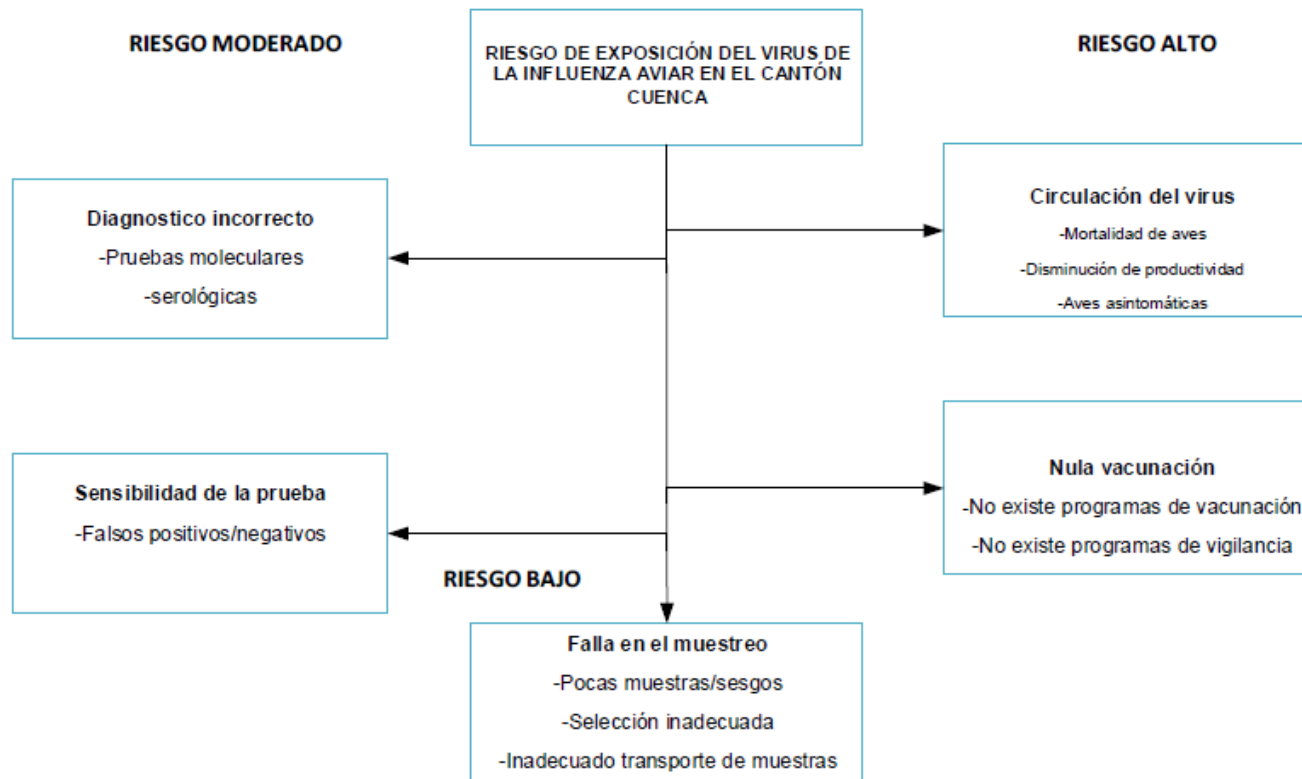 RIESGO MODERADO
RIESGO DE EXPOSICIÓN DEL VIRUS DE
LA INFLUENZA AVIAR EN EL CANTÓN
CUENCA
RIESGO ALTO
Diagnostico incorrecto
-Pruebas moleculares
-serológicas
Circulación del virus
-Mortalidad de aves
-Disminución de productividad
-Aves asintomáticas
Sensibilidad de la prueba
-Falsos positivos/negativos
Nula vacunación
-No existe programas de vacunación
-No existe programas de vigilancia
RIESGO BAJO
Falla en el muestreo
-Pocas muestras/sesgos
-Selección inadecuada
-Inadecuado transporte de muestras